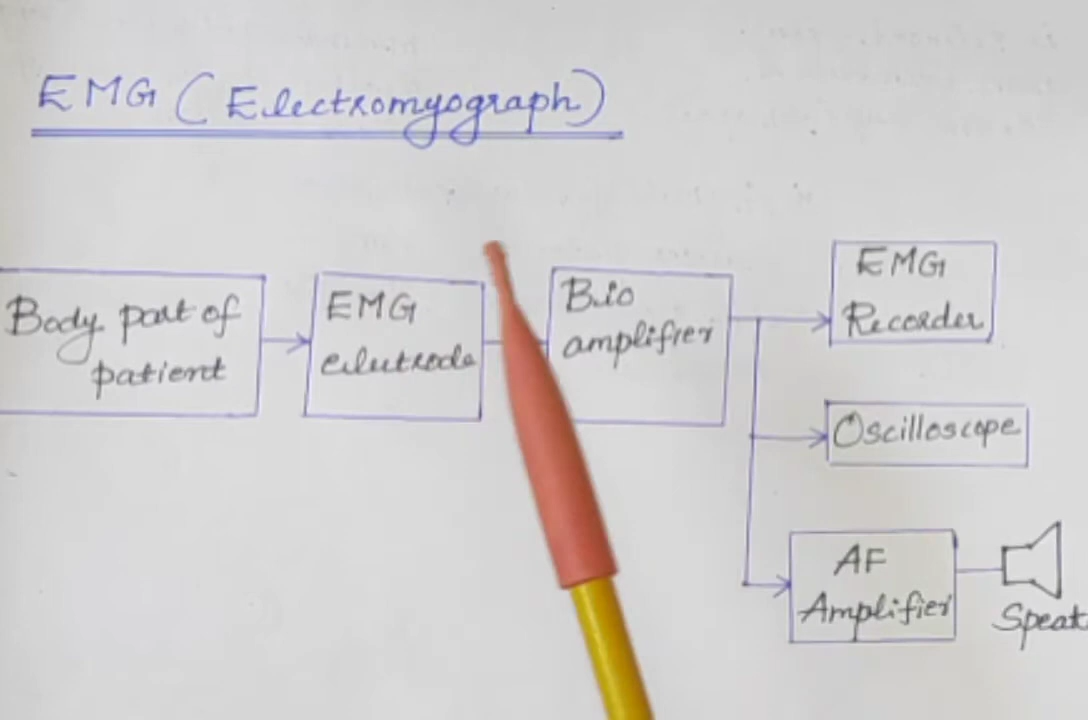 EMG (Electromyograph)
Body part of
patient
EMG
electrode
Bio
amplifier
EMG
Recorder
Oscilloscope
AF
Amplifier
Speak